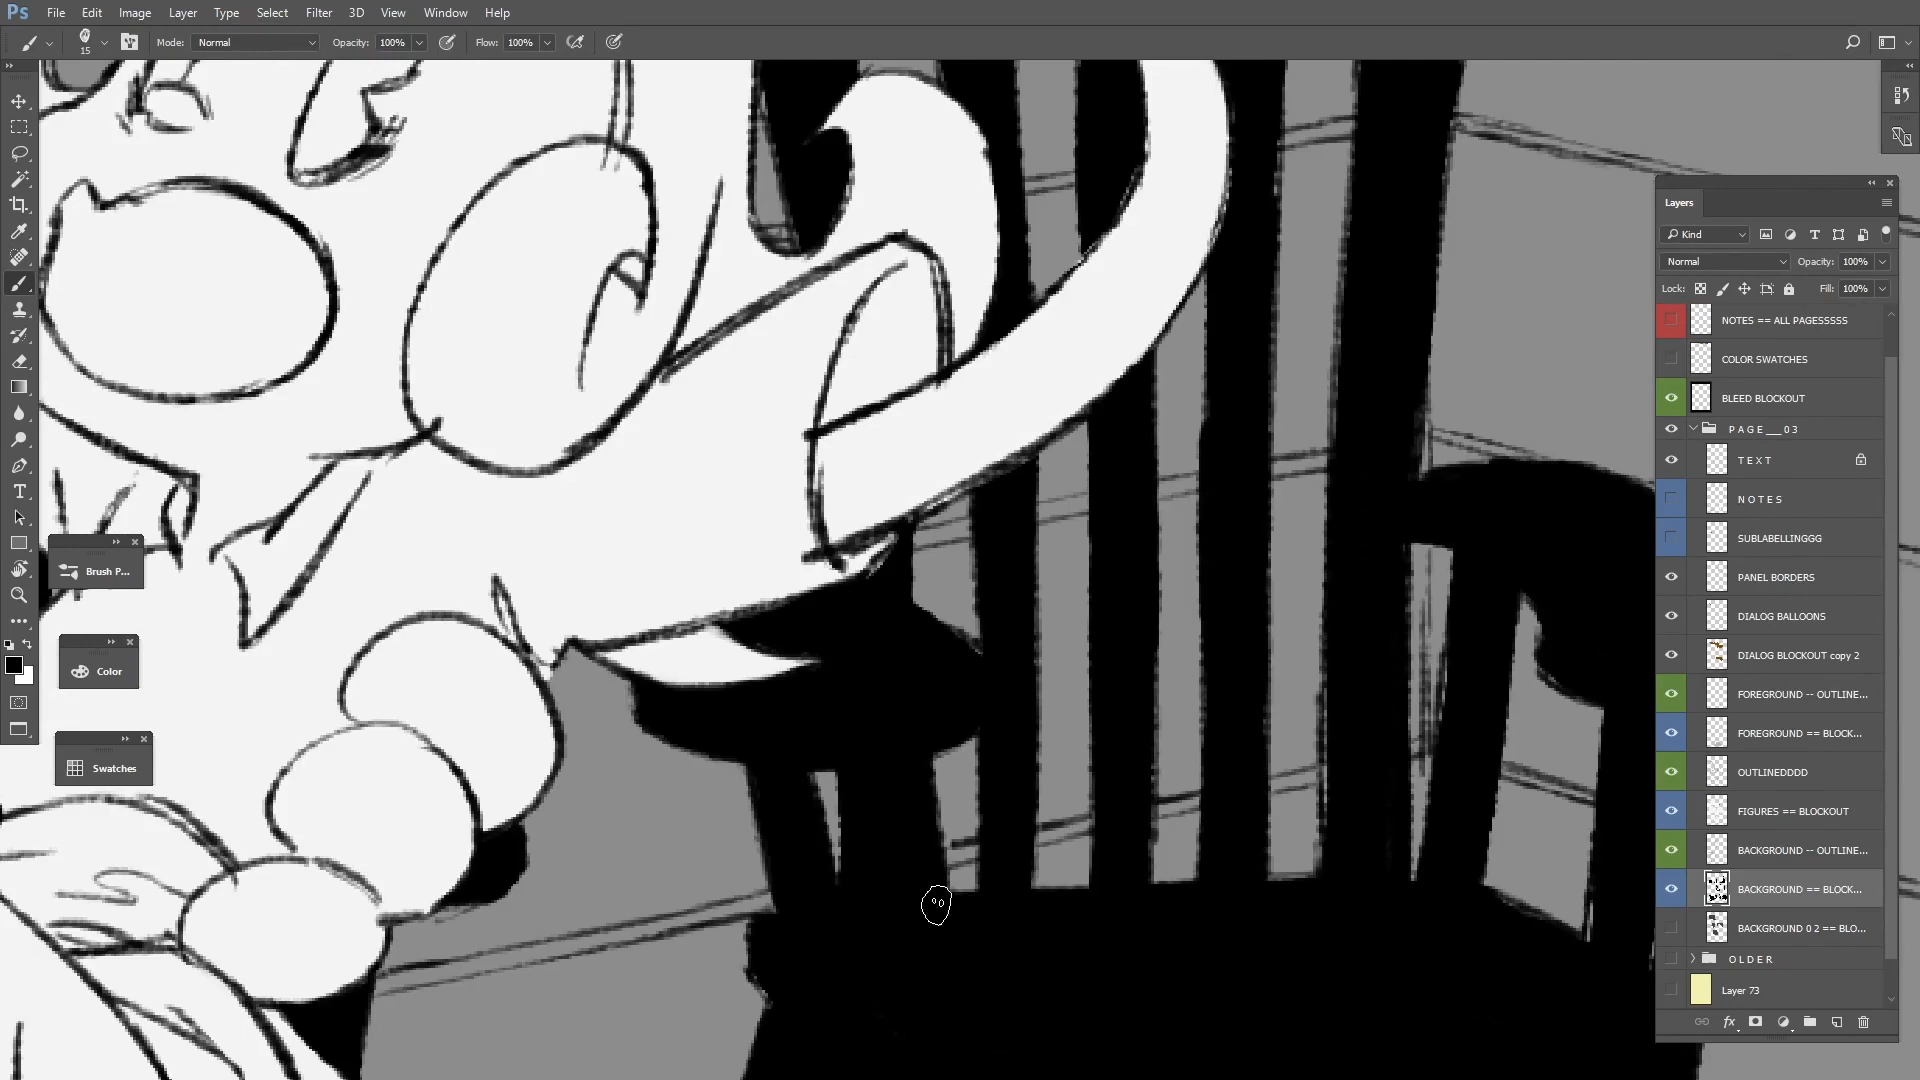 Ps File Edit Image Layer Type Select Filter 3D View Window Help
15 Mode: Normal Opacity: 100% Flow: 100%
Layers
Kind
Normal Opacity: 100%
Lock: Fill: 100%
NOTES == ALL PAGESSSSS
COLOR SWATCHES
BLEED BLOCKOUT
PAGE__03
TEXT
NOTES
SUBLABELLINGGG
PANEL BORDERS
DIALOG BALLOONS
DIALOG BLOCKOUT copy 2
FOREGROUND -- OUTLINE...
FOREGROUND == BLOCK...
OUTLINEDDDD
FIGURES == BLOCKOUT
BACKGROUND -- OUTLINE...
BACKGROUND == BLOCK...
BACKGROUND 0 2 == BLO...
OLDER
Layer 73
fx
Brush P...
Color
Swatches